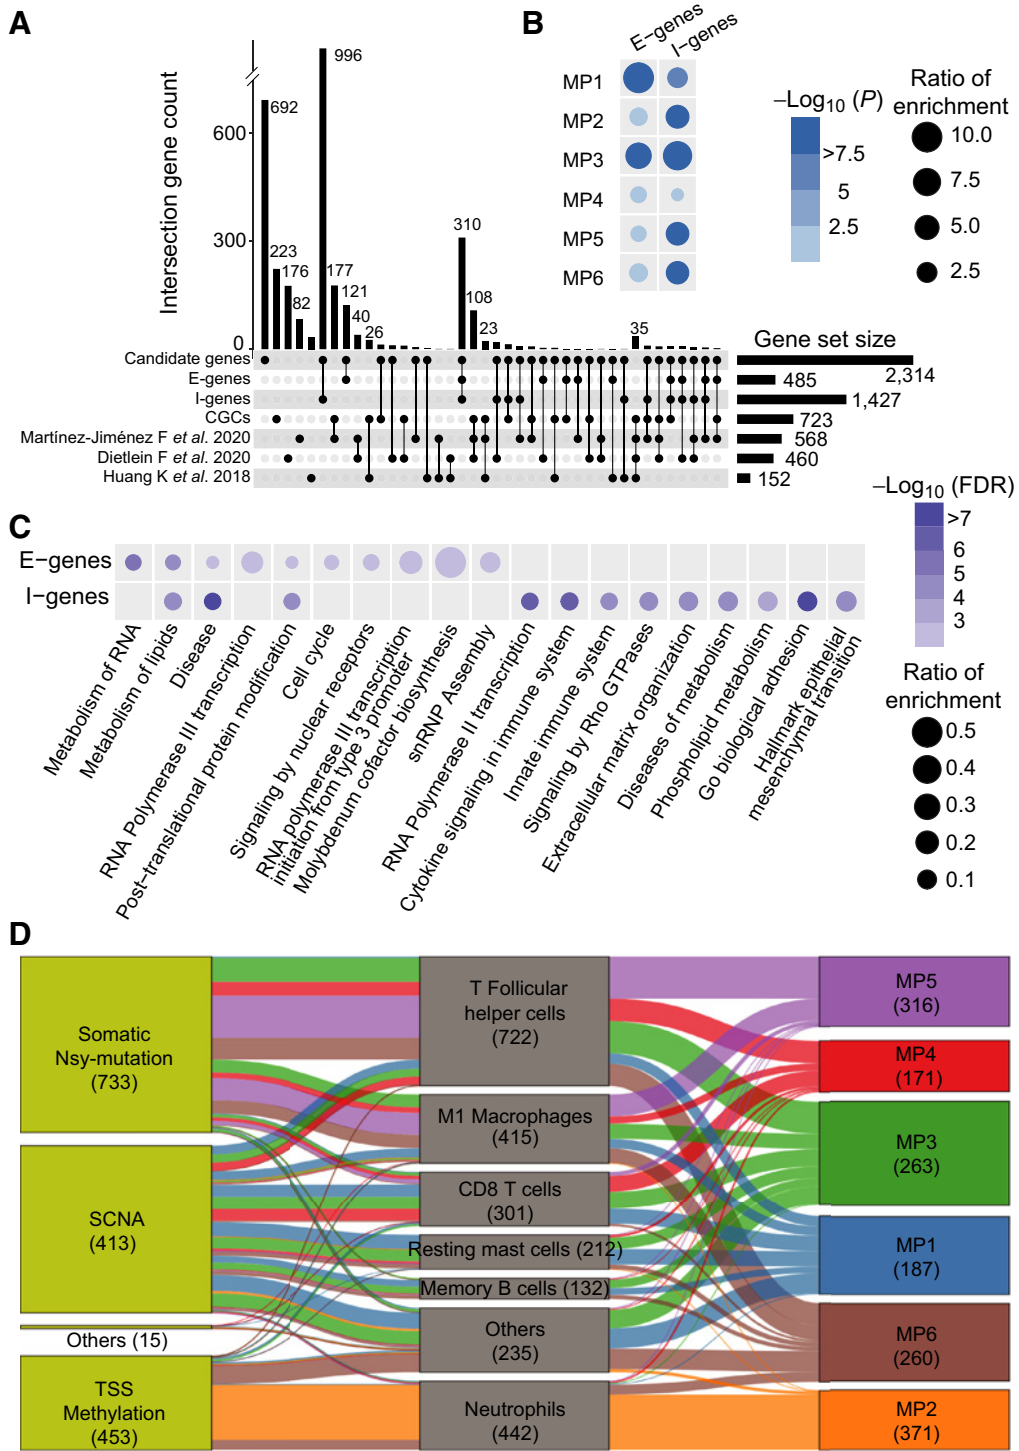 A
Intersection gene count
600
300
0
996
692
223
176
82
177
121
40
26
310
108
23
35
Candidate genes
E-genes
I-genes
CGCs
Martínez-Jiménez F et al. 2020
Dietlein F et al. 2020
Huang K et al. 2018
Gene set size
2,314
485
1,427
723
568
460
152
B
E-genes
I-genes
MP1
MP2
MP3
MP4
MP5
MP6
–Log10 (P)
>7.5
5
2.5
Ratio of
enrichment
10.0
7.5
5.0
2.5
C
E-genes
I-genes
Metabolism of RNA
Metabolism of lipids
Disease
RNA Polymerase III transcription
Post-translational protein modification
Cell cycle
Signaling by nuclear receptors
RNA polymerase III transcription
initiation from type 3 promoter
Molybdenum cofactor biosynthesis
snRNP Assembly
RNA Polymerase II transcription
Cytokine signaling in immune system
Innate immune system
Signaling by Rho GTPases
Extracellular matrix organization
Diseases of metabolism
Phospholipid metabolism
Go biological adhesion
Hallmark epithelial
mesenchymal transition
–Log10 (FDR)
>7
6
5
4
3
Ratio of
enrichment
0.5
0.4
0.3
0.2
0.1
D
Somatic
Nsy-mutation
(733)
SCNA
(413)
Others (15)
TSS
Methylation
(453)
T Follicular
helper cells
(722)
M1 Macrophages
(415)
CD8 T cells
(301)
Resting mast cells (212)
Memory B cells (132)
Others
(235)
Neutrophils
(442)
MP5
(316)
MP4
(171)
MP3
(263)
MP1
(187)
MP6
(260)
MP2
(371)